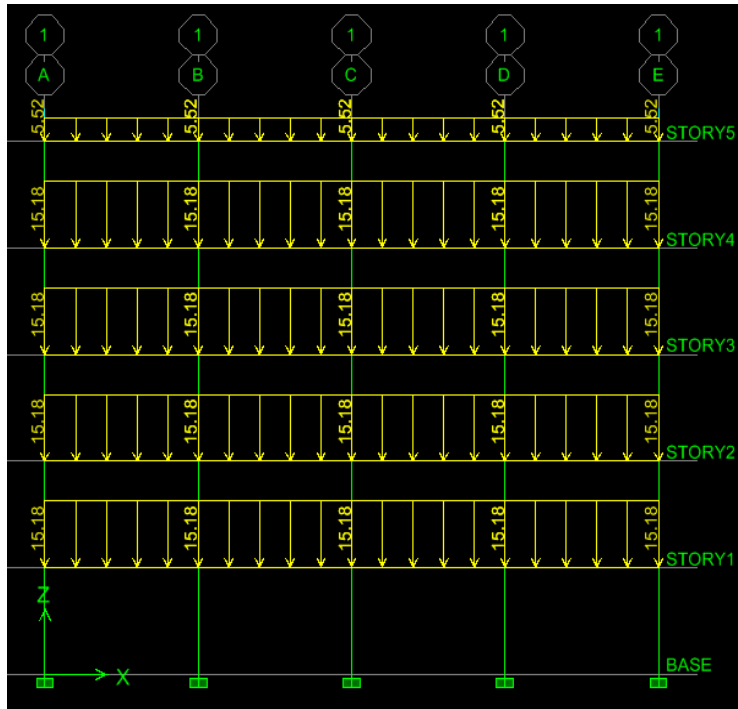 1 1 1 1 1
A B C D E
5.52 5.52 5.52 5.52 5.52
STORY5
15.18 15.18 15.18 15.18 15.18
STORY4
15.18 15.18 15.18 15.18 15.18
STORY3
15.18 15.18 15.18 15.18 15.18
STORY2
15.18 15.18 15.18 15.18 15.18
STORY1
Z
X
BASE